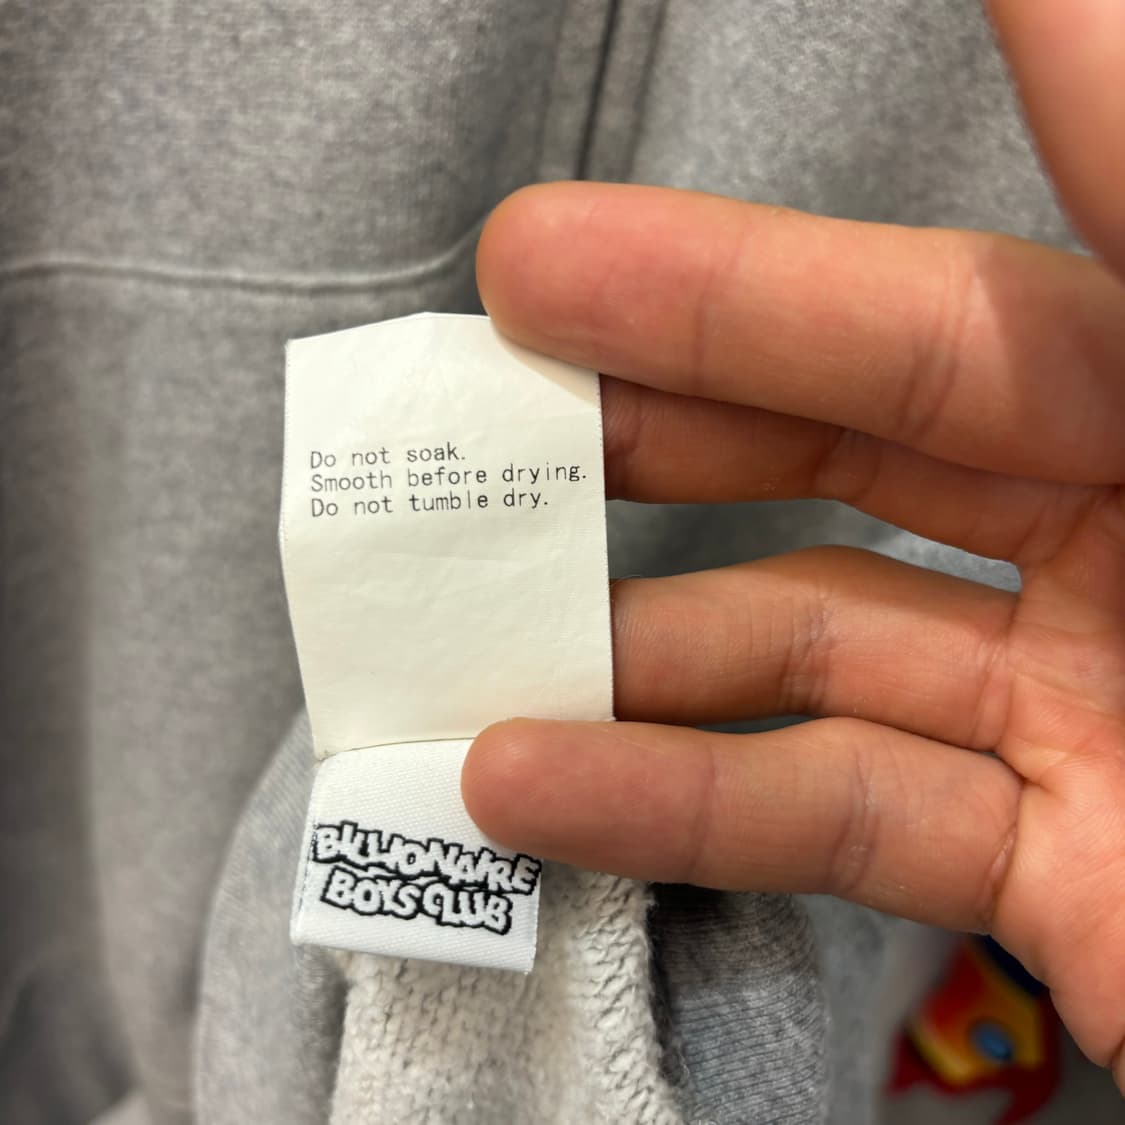 Do not soak.
Smooth before drying.
Do not tumble dry.
BILLIONAIRE
BOYS CLUB